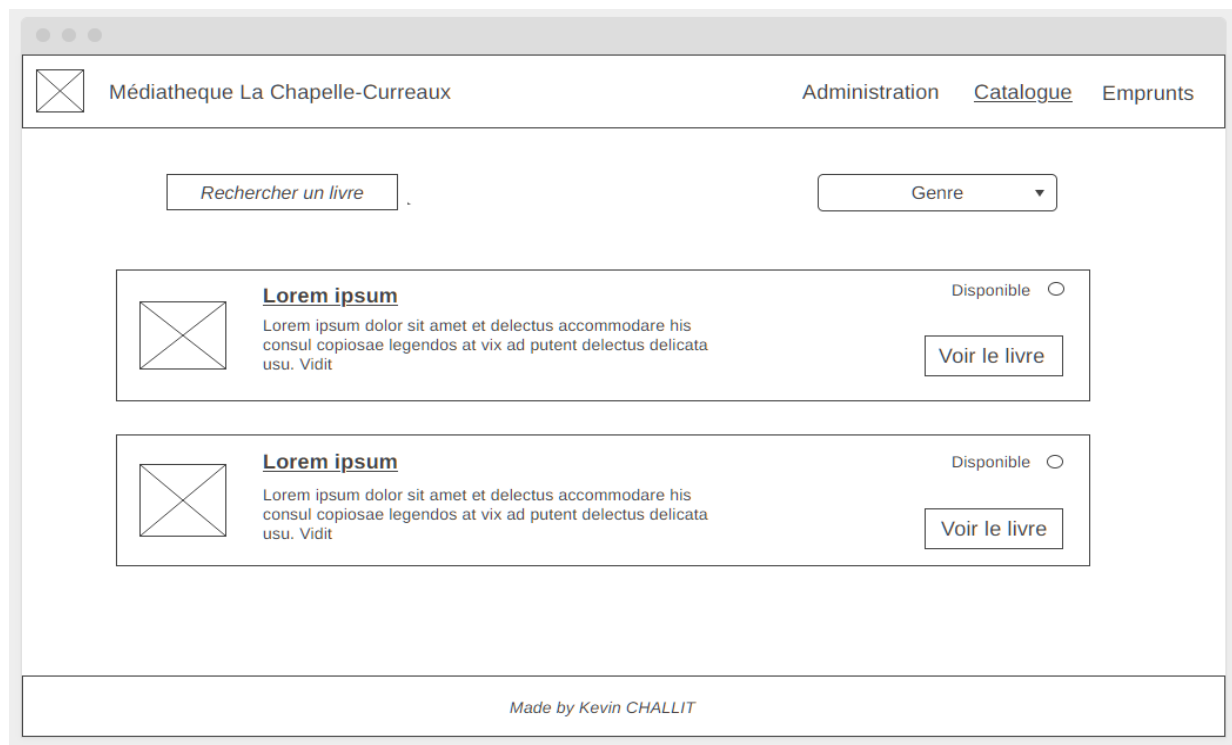 Médiatheque La Chapelle-Curreaux
Administration
Catalogue
Emprunts
Rechercher un livre
Genre
Lorem ipsum
Lorem ipsum dolor sit amet et delectus accommodare his
consul copiosae legendos at vix ad putent delectus delicata
usu. Vidit
Disponible
Voir le livre
Lorem ipsum
Lorem ipsum dolor sit amet et delectus accommodare his
consul copiosae legendos at vix ad putent delectus delicata
usu. Vidit
Disponible
Voir le livre
Made by Kevin CHALLIT